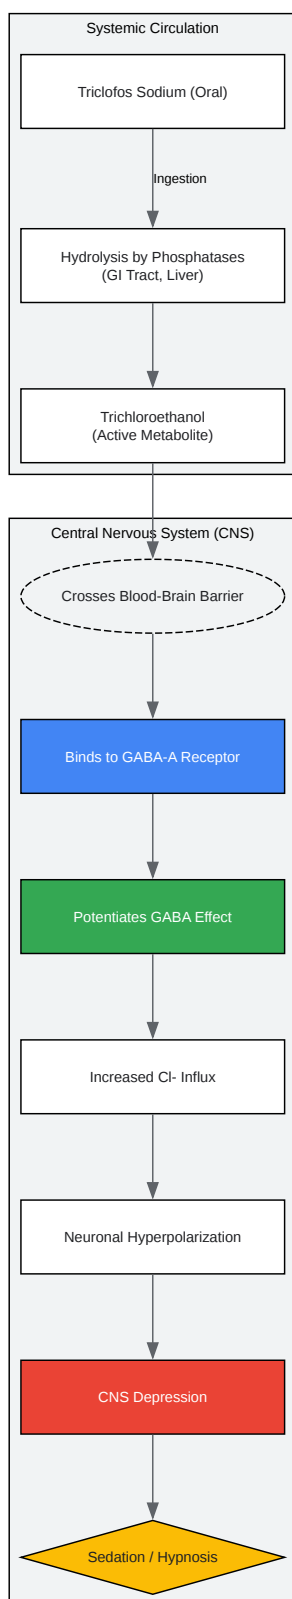 Systemic Circulation
Triclofos Sodium (Oral)
Ingestion
Hydrolysis by Phosphatases
(GI Tract, Liver)
Trichloroethanol
(Active Metabolite)
Central Nervous System (CNS)
Crosses Blood-Brain Barrier
Binds to GABA-A Receptor
Potentiates GABA Effect
Increased Cl- Influx
Neuronal Hyperpolarization
CNS Depression
Sedation / Hypnosis